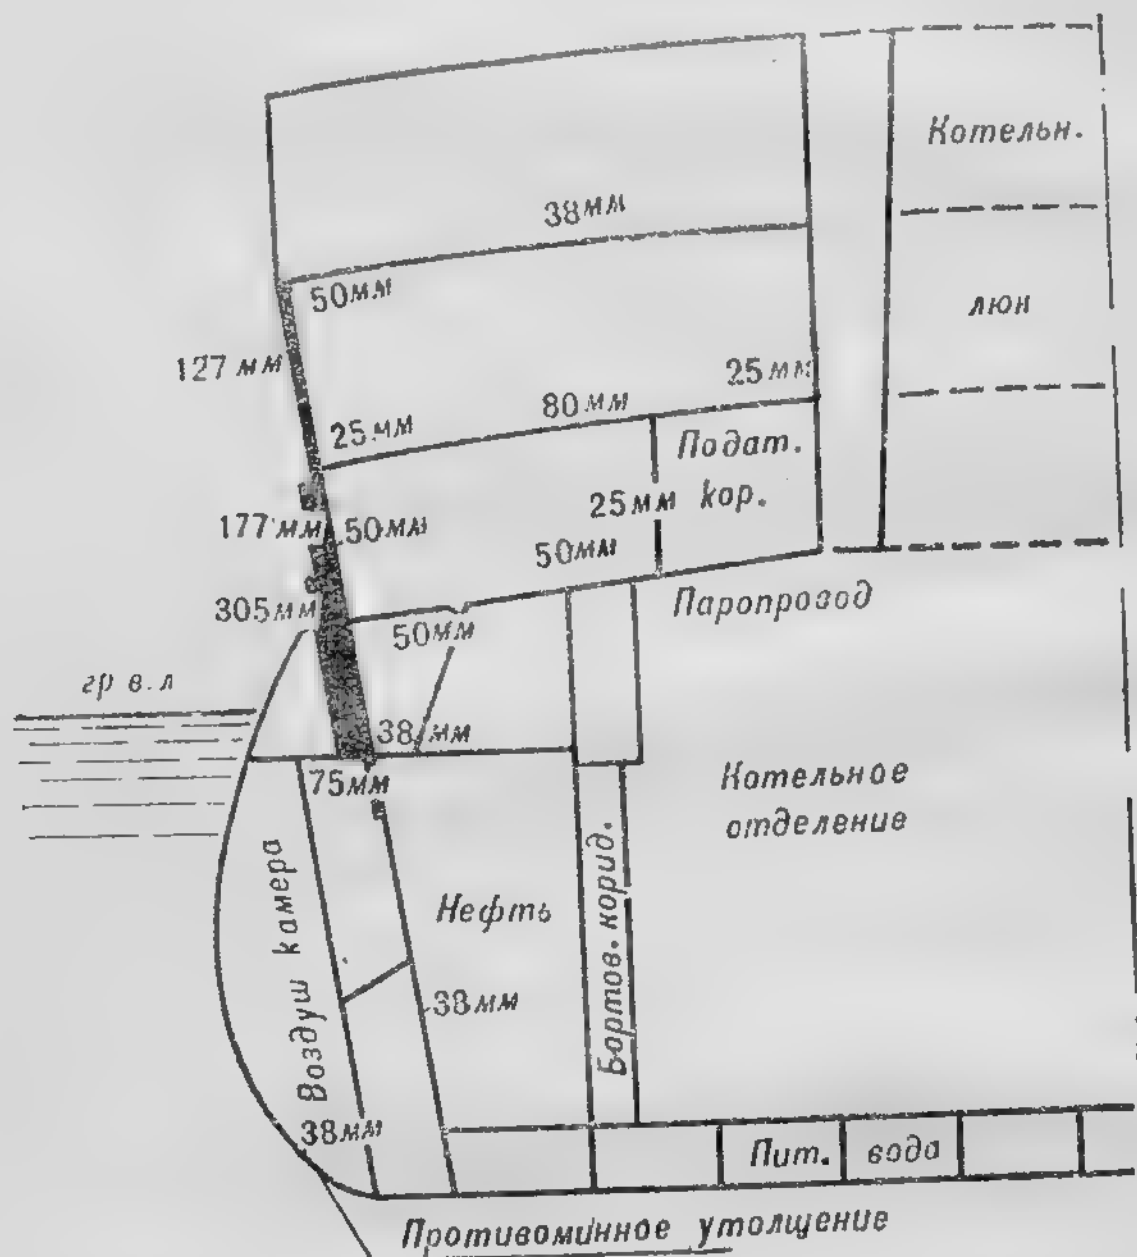 Котельн.
38мм
50мм
люн
127 мм
25мм
80мм
25мм
Подат.
кор.
25мм
177мм
50мм
50мм
305мм
Паропровод
50мм
гр в. л
38мм
75мм
Котельное
отделение
Воздуш камера
Нефть
Бортов. корид.
38мм
38мм
Пит. вода
Противоминное утолщение